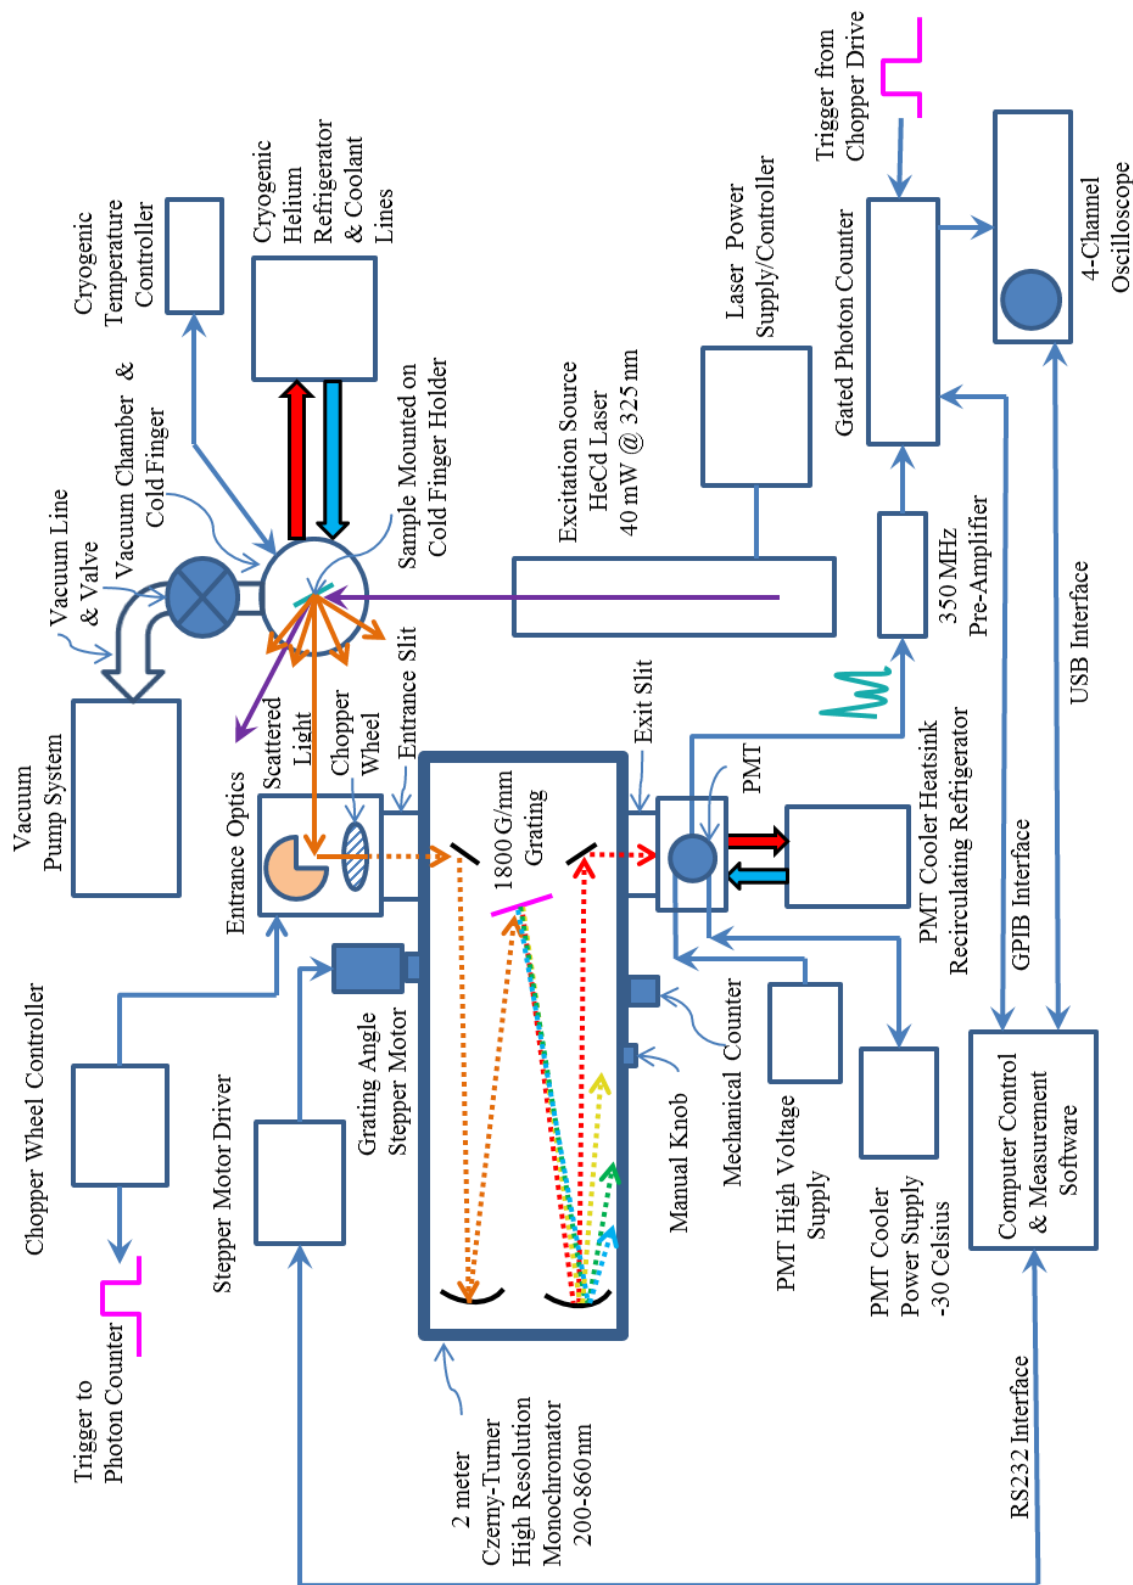 Trigger to
Photon Counter
Chopper Wheel Controller
Stepper Motor Driver
Grating Angle
Stepper Motor
Vacuum
Pump System
Vacuum Line
& Valve
Vacuum Chamber &
Cold Finger
Cryogenic
Temperature
Controller
Cryogenic
Helium
Refrigerator
& Coolant
Lines
Entrance Optics
Scattered
Light
Chopper
Wheel
Entrance Slit
Sample Mounted on
Cold Finger Holder
2 meter
Czerny-Turner
High Resolution
Monochromator
200-860nm
1800 G/mm
Grating
Excitation Source
HeCd Laser
40 mW @ 325 nm
Laser Power
Supply/Controller
Trigger from
Chopper Drive
Manual Knob
Mechanical Counter
Exit Slit
PMT
PMT High Voltage
Supply
PMT Cooler
Power Supply
-30 Celsius
PMT Cooler Heatsink
Recirculating Refrigerator
350 MHz
Pre-Amplifier
Gated Photon Counter
4-Channel
Oscilloscope
Computer Control
& Measurement
Software
RS232 Interface
GPIB Interface
USB Interface